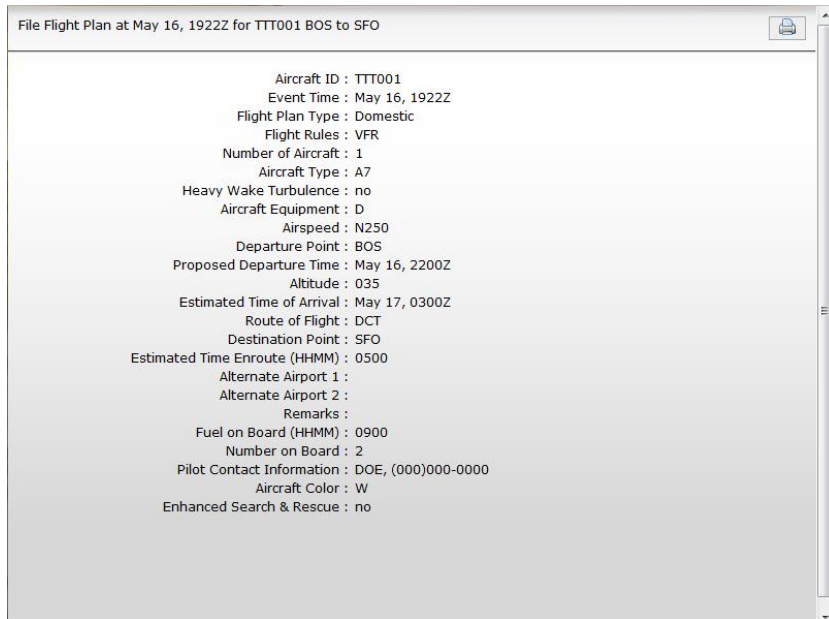 File Flight Plan at May 16, 1922Z for TTT001 BOS to SFO
Aircraft ID : TTT001
Event Time : May 16, 1922Z
Flight Plan Type : Domestic
Flight Rules : VFR
Number of Aircraft : 1
Aircraft Type : A7
Heavy Wake Turbulence : no
Aircraft Equipment : D
Airspeed : N250
Departure Point : BOS
Proposed Departure Time : May 16, 2200Z
Altitude : 035
Estimated Time of Arrival : May 17, 0300Z
Route of Flight : DCT
Destination Point : SFO
Estimated Time Enroute (HHMM) : 0500
Alternate Airport 1 :
Alternate Airport 2 :
Remarks :
Fuel on Board (HHMM) : 0900
Number on Board : 2
Pilot Contact Information : DOE, (000)000-0000
Aircraft Color : W
Enhanced Search & Rescue : no